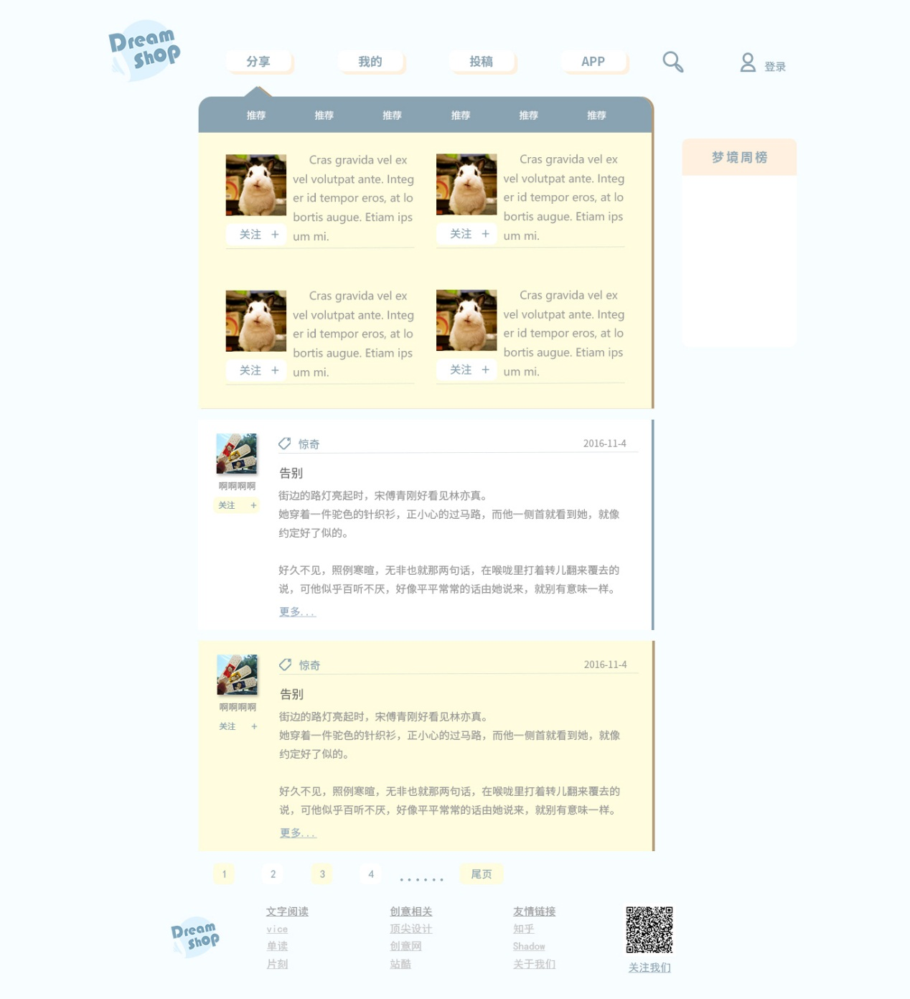 Dream
Shop
分享
我的
投稿
APP
登录
推荐 推荐 推荐 推荐 推荐 推荐
梦境周榜
Cras gravida vel ex
vel volutpat ante. Integ
er id tempor eros, at lo
bortis augue. Etiam ips
um mi.
关注 +
Cras gravida vel ex
vel volutpat ante. Integ
er id tempor eros, at lo
bortis augue. Etiam ips
um mi.
关注 +
Cras gravida vel ex
vel volutpat ante. Integ
er id tempor eros, at lo
bortis augue. Etiam ips
um mi.
关注 +
Cras gravida vel ex
vel volutpat ante. Integ
er id tempor eros, at lo
bortis augue. Etiam ips
um mi.
关注 +
惊奇
2016-11-4
啊啊啊啊
关注 +
告别
街边的路灯亮起时，宋傅青刚好看见林亦真。
她穿着一件驼色的针织衫，正小心的过马路，而他一侧首就看到她，就像
约定好了似的。
好久不见，照例寒暄，无非也就那两句话，在喉咙里打着转儿翻来覆去的
说，可他似乎百听不厌，好像平平常常的话由她说来，就别有意味一样。
更多...
惊奇
2016-11-4
啊啊啊啊
关注 +
告别
街边的路灯亮起时，宋傅青刚好看见林亦真。
她穿着一件驼色的针织衫，正小心的过马路，而他一侧首就看到她，就像
约定好了似的。
好久不见，照例寒暄，无非也就那两句话，在喉咙里打着转儿翻来覆去的
说，可他似乎百听不厌，好像平平常常的话由她说来，就别有意味一样。
更多...
1 2 3 4 ...... 尾页
Dream
Shop
文字阅读
vice
单读
片刻
创意相关
顶尖设计
创意网
站酷
友情链接
知乎
Shadow
关于我们
关注我们